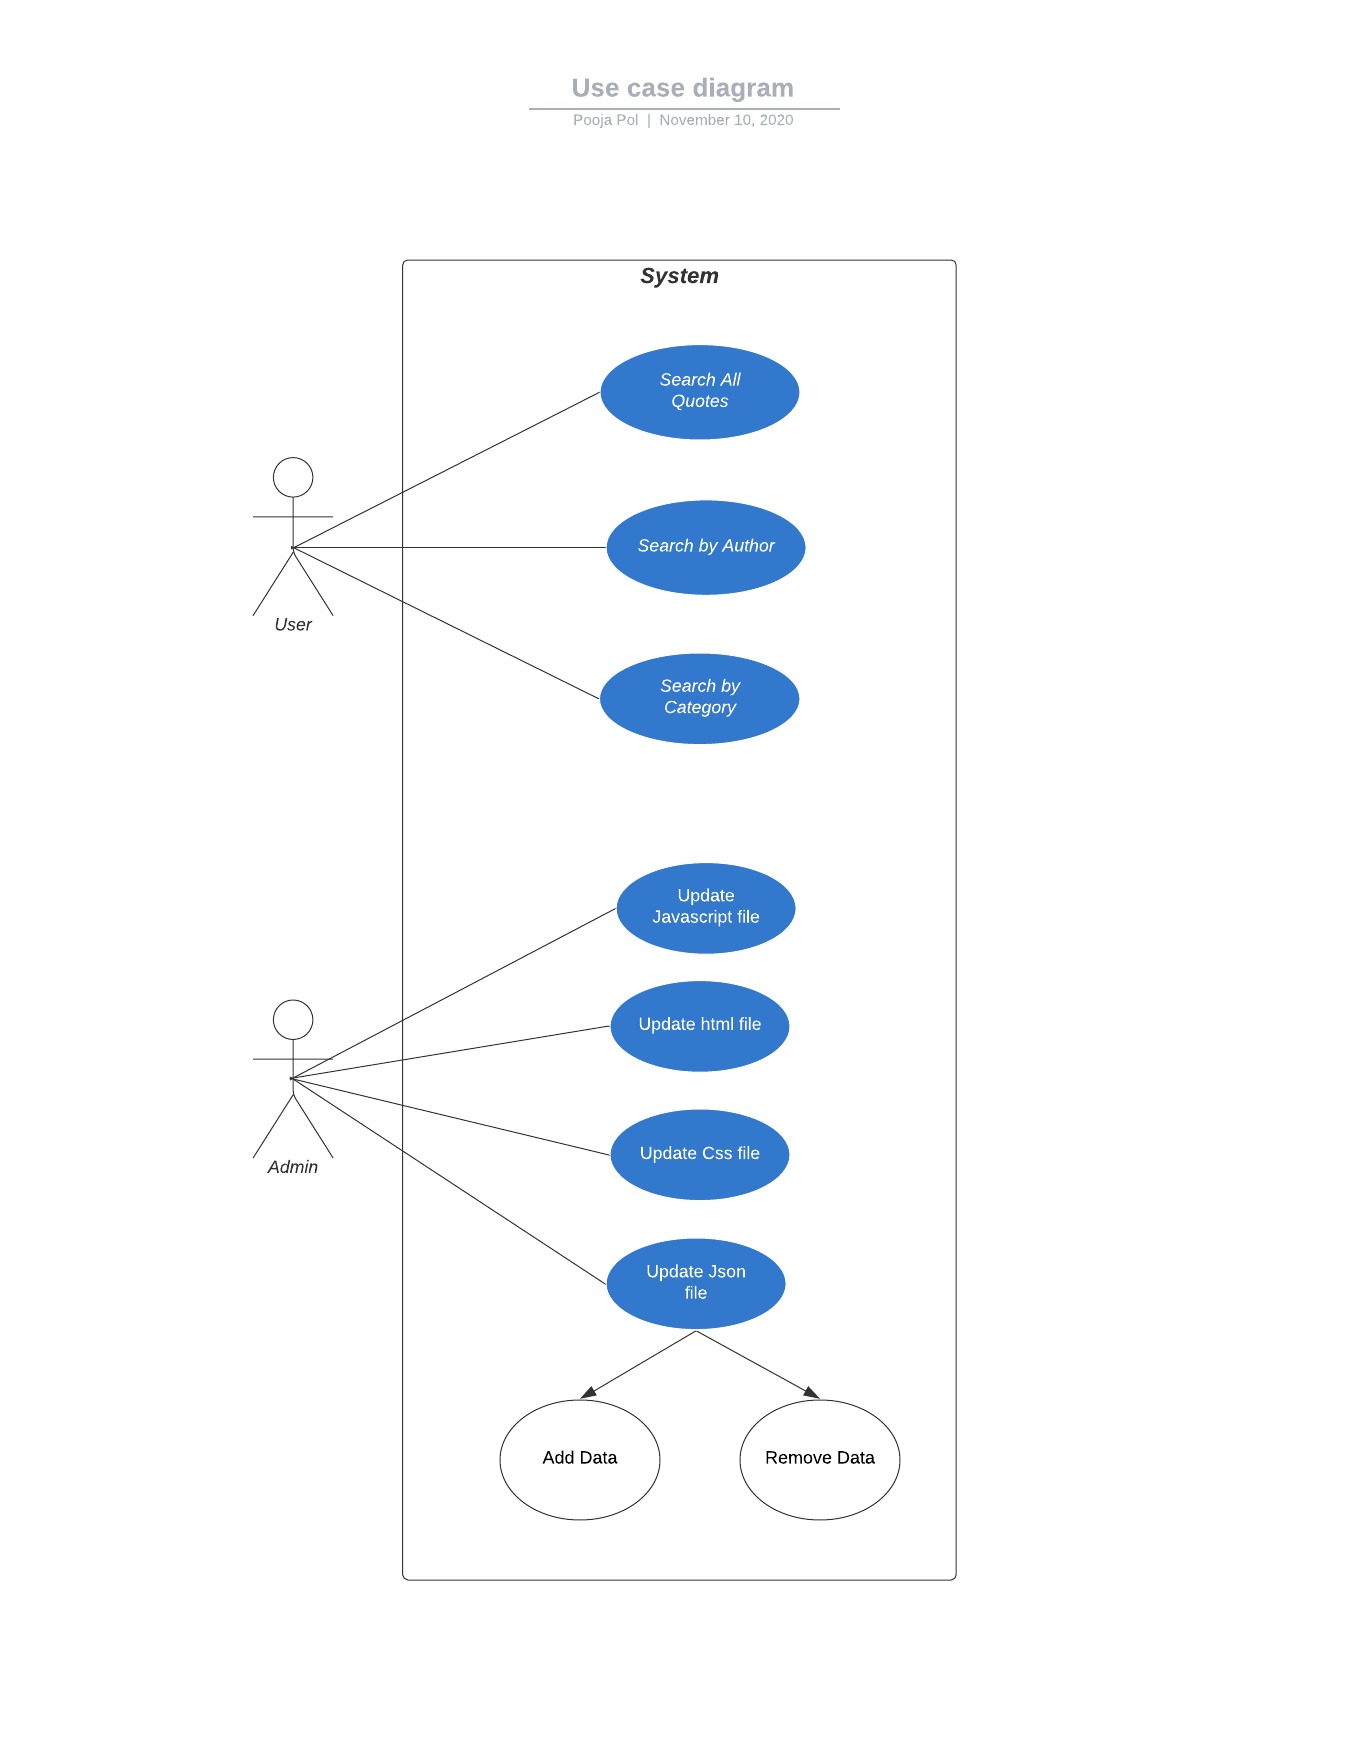 Use case diagram
Pooja Pol | November 10, 2020
System
Search All
Quotes
Search by Author
User
Search by
Category
Update
Javascript file
Update html file
Update Css file
Admin
Update Json
file
Add Data
Remove Data